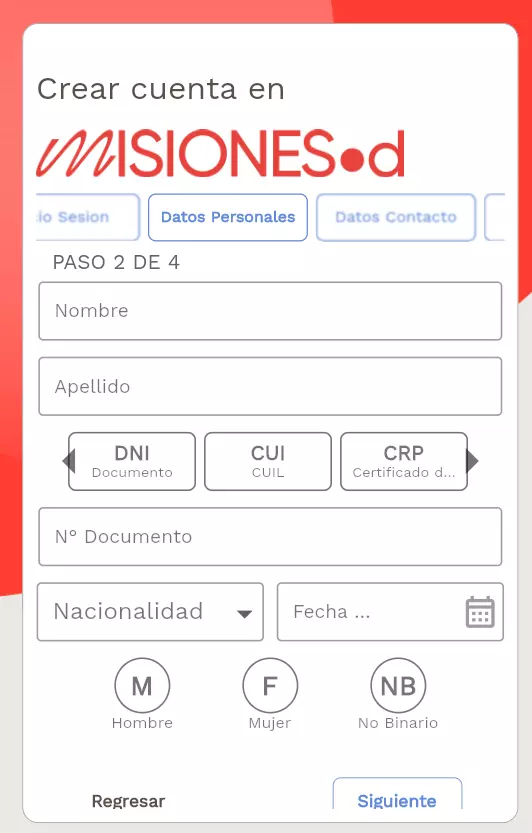 Crear cuenta en
MISIONES.d
io Sesion
Datos Personales
Datos Contacto
PASO 2 DE 4
Nombre
Apellido
DNI
Documento
CUI
CUIL
CRP
Certificado d...
N° Documento
Nacionalidad
Fecha ...
M
Hombre
F
Mujer
NB
No Binario
Regresar
Siguiente